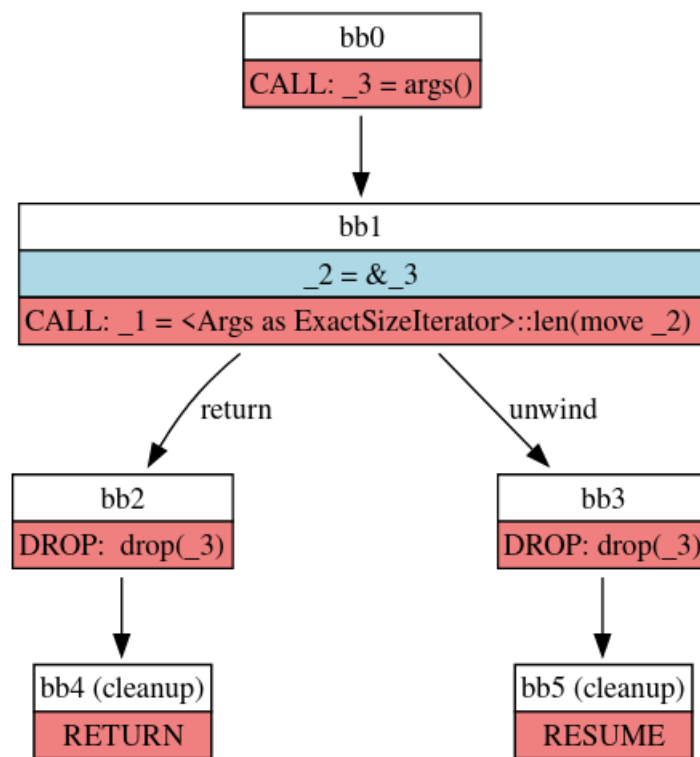 bb0
CALL: _3 = args()
bb1
_2 = &_3
CALL: _1 = <Args as ExactSizeIterator>::len(move _2)
return
unwind
bb2
DROP:  drop(_3)
bb3
DROP: drop(_3)
bb4 (cleanup)
RETURN
bb5 (cleanup)
RESUME